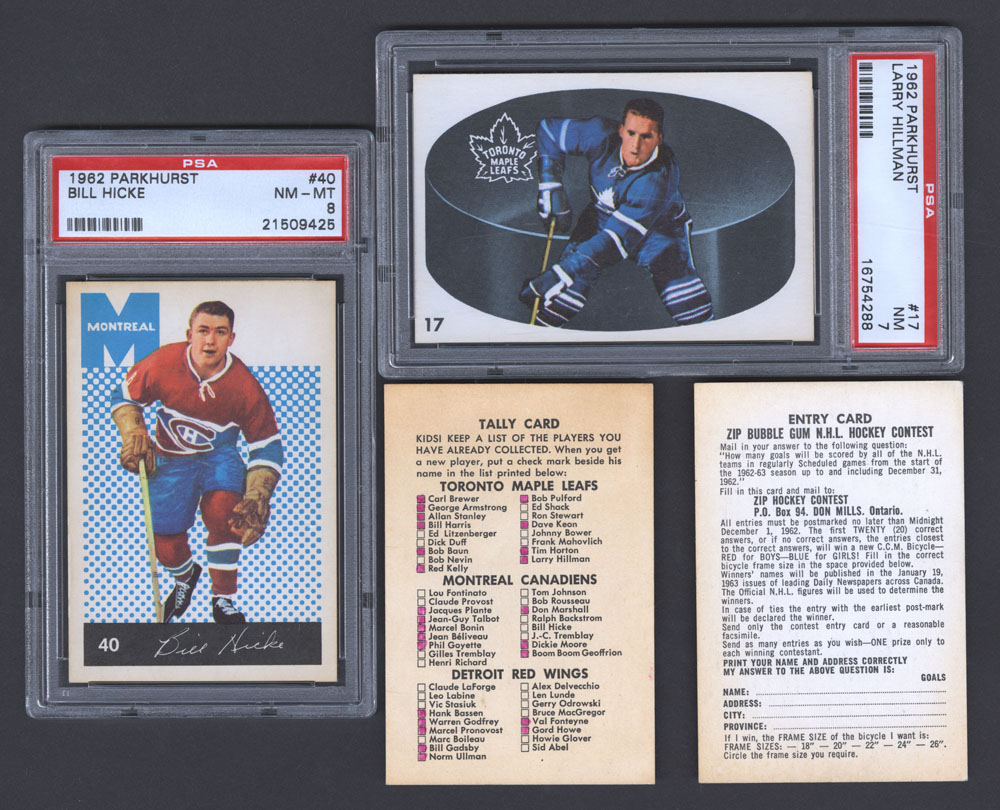 PSA
1962 PARKHURST #40
BILL HICKE NM - MT
8
21509425
MONTREAL
M
40 Bill Hicke
PSA
1962 PARKHURST #17
LARRY HILLMAN NM
7
16754288
TORONTO
MAPLE
LEAFS
17
TALLY CARD
KIDS! KEEP A LIST OF THE PLAYERS YOU
HAVE ALREADY COLLECTED. When you get
a new player, put a check mark beside his
name in the list printed below:
TORONTO MAPLE LEAFS
Carl Brewer Bob Pulford
George Armstrong Ed Shack
Allan Stanley Ron Stewart
Bill Harris Dave Keon
Ed Litzenberger Johnny Bower
Dick Duff Frank Mahovlich
Bob Baun Tim Horton
Bob Nevin Larry Hillman
Red Kelly
MONTREAL CANADIENS
Lou Fontinato Tom Johnson
Claude Provost Bob Rousseau
Jacques Plante Don Marshall
Jean-Guy Talbot Ralph Backstrom
Marcel Bonin Bill Hicke
Jean Béliveau J.-C. Tremblay
Phil Goyette Dickie Moore
Gilles Tremblay Boom Boom Geoffrion
Henri Richard
DETROIT RED WINGS
Claude LaForge Alex Delvecchio
Leo Labine Len Lunde
Vic Stasiuk Gerry Odrowski
Hank Bassen Bruce MacGregor
Warren Godfrey Val Fonteyne
Marcel Pronovost Gord Howe
Marc Boileau Howie Glover
Bill Gadsby Sid Abel
Norm Ullman
ENTRY CARD
ZIP BUBBLE GUM N.H.L. HOCKEY CONTEST
Mail in your answer to the following question:
"How many goals will be scored by all of the N.H.L.
teams in regularly Scheduled games from the start of
the 1962-63 season up to and including December 31,
1962."
Fill in this card and mail to:
ZIP HOCKEY CONTEST
P.O. Box 94. DON MILLS. Ontario.
All entries must be postmarked no later than Midnight
December 1, 1962. The first TWENTY (20) correct
answers, or if no correct answers, the entries closest
to the correct answers, will win a new C.C.M. Bicycle—
RED for BOYS—BLUE for GIRLS! Fill in the correct
bicycle frame size in the space provided below.
Winners' names will be published in the January 19,
1963 issues of leading Daily Newspapers across Canada.
The Official N.H.L. figures will be used to determine the
winners.
In case of ties the entry with the earliest post-mark
will be declared the winner.
Send only the contest entry card or a reasonable
facsimile.
Send as many entries as you wish—ONE prize only to
each winning contestant.
PRINT YOUR NAME AND ADDRESS CORRECTLY
MY ANSWER TO THE ABOVE QUESTION IS:
GOALS
NAME:
ADDRESS:
CITY:
PROVINCE:
If I win, the FRAME SIZE of the bicycle I want is:
FRAME SIZES: — 18" — 20" — 22" — 24" — 26".
Circle the frame size you require.